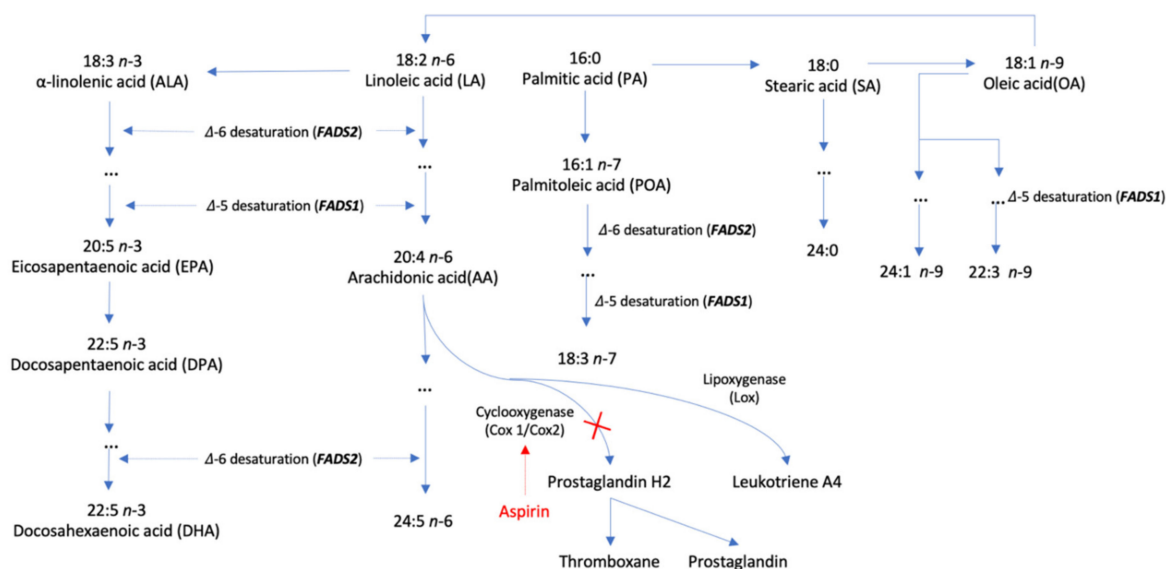 18:3 n-3
α-linolenic acid (ALA)
18:2 n-6
Linoleic acid (LA)
16:0
Palmitic acid (PA)
18:0
Stearic acid (SA)
18:1 n-9
Oleic acid(OA)
Δ-6 desaturation (FADS2)
...
...
16:1 n-7
Palmitoleic acid (POA)
...
...
... Δ-5 desaturation (FADS1)
Δ-5 desaturation (FADS1)
20:5 n-3
Eicosapentaenoic acid (EPA)
20:4 n-6
Arachidonic acid(AA)
Δ-6 desaturation (FADS2)
...
Δ-5 desaturation (FADS1)
24:0
24:1 n-9
22:3 n-9
22:5 n-3
Docosapentaenoic acid (DPA)
...
18:3 n-7
Lipoxygenase
(Lox)
Cyclooxygenase
(Cox 1/Cox2)
...
Δ-6 desaturation (FADS2)
Prostaglandin H2
Leukotriene A4
Aspirin
22:5 n-3
Docosahexaenoic acid (DHA)
24:5 n-6
Thromboxane
Prostaglandin